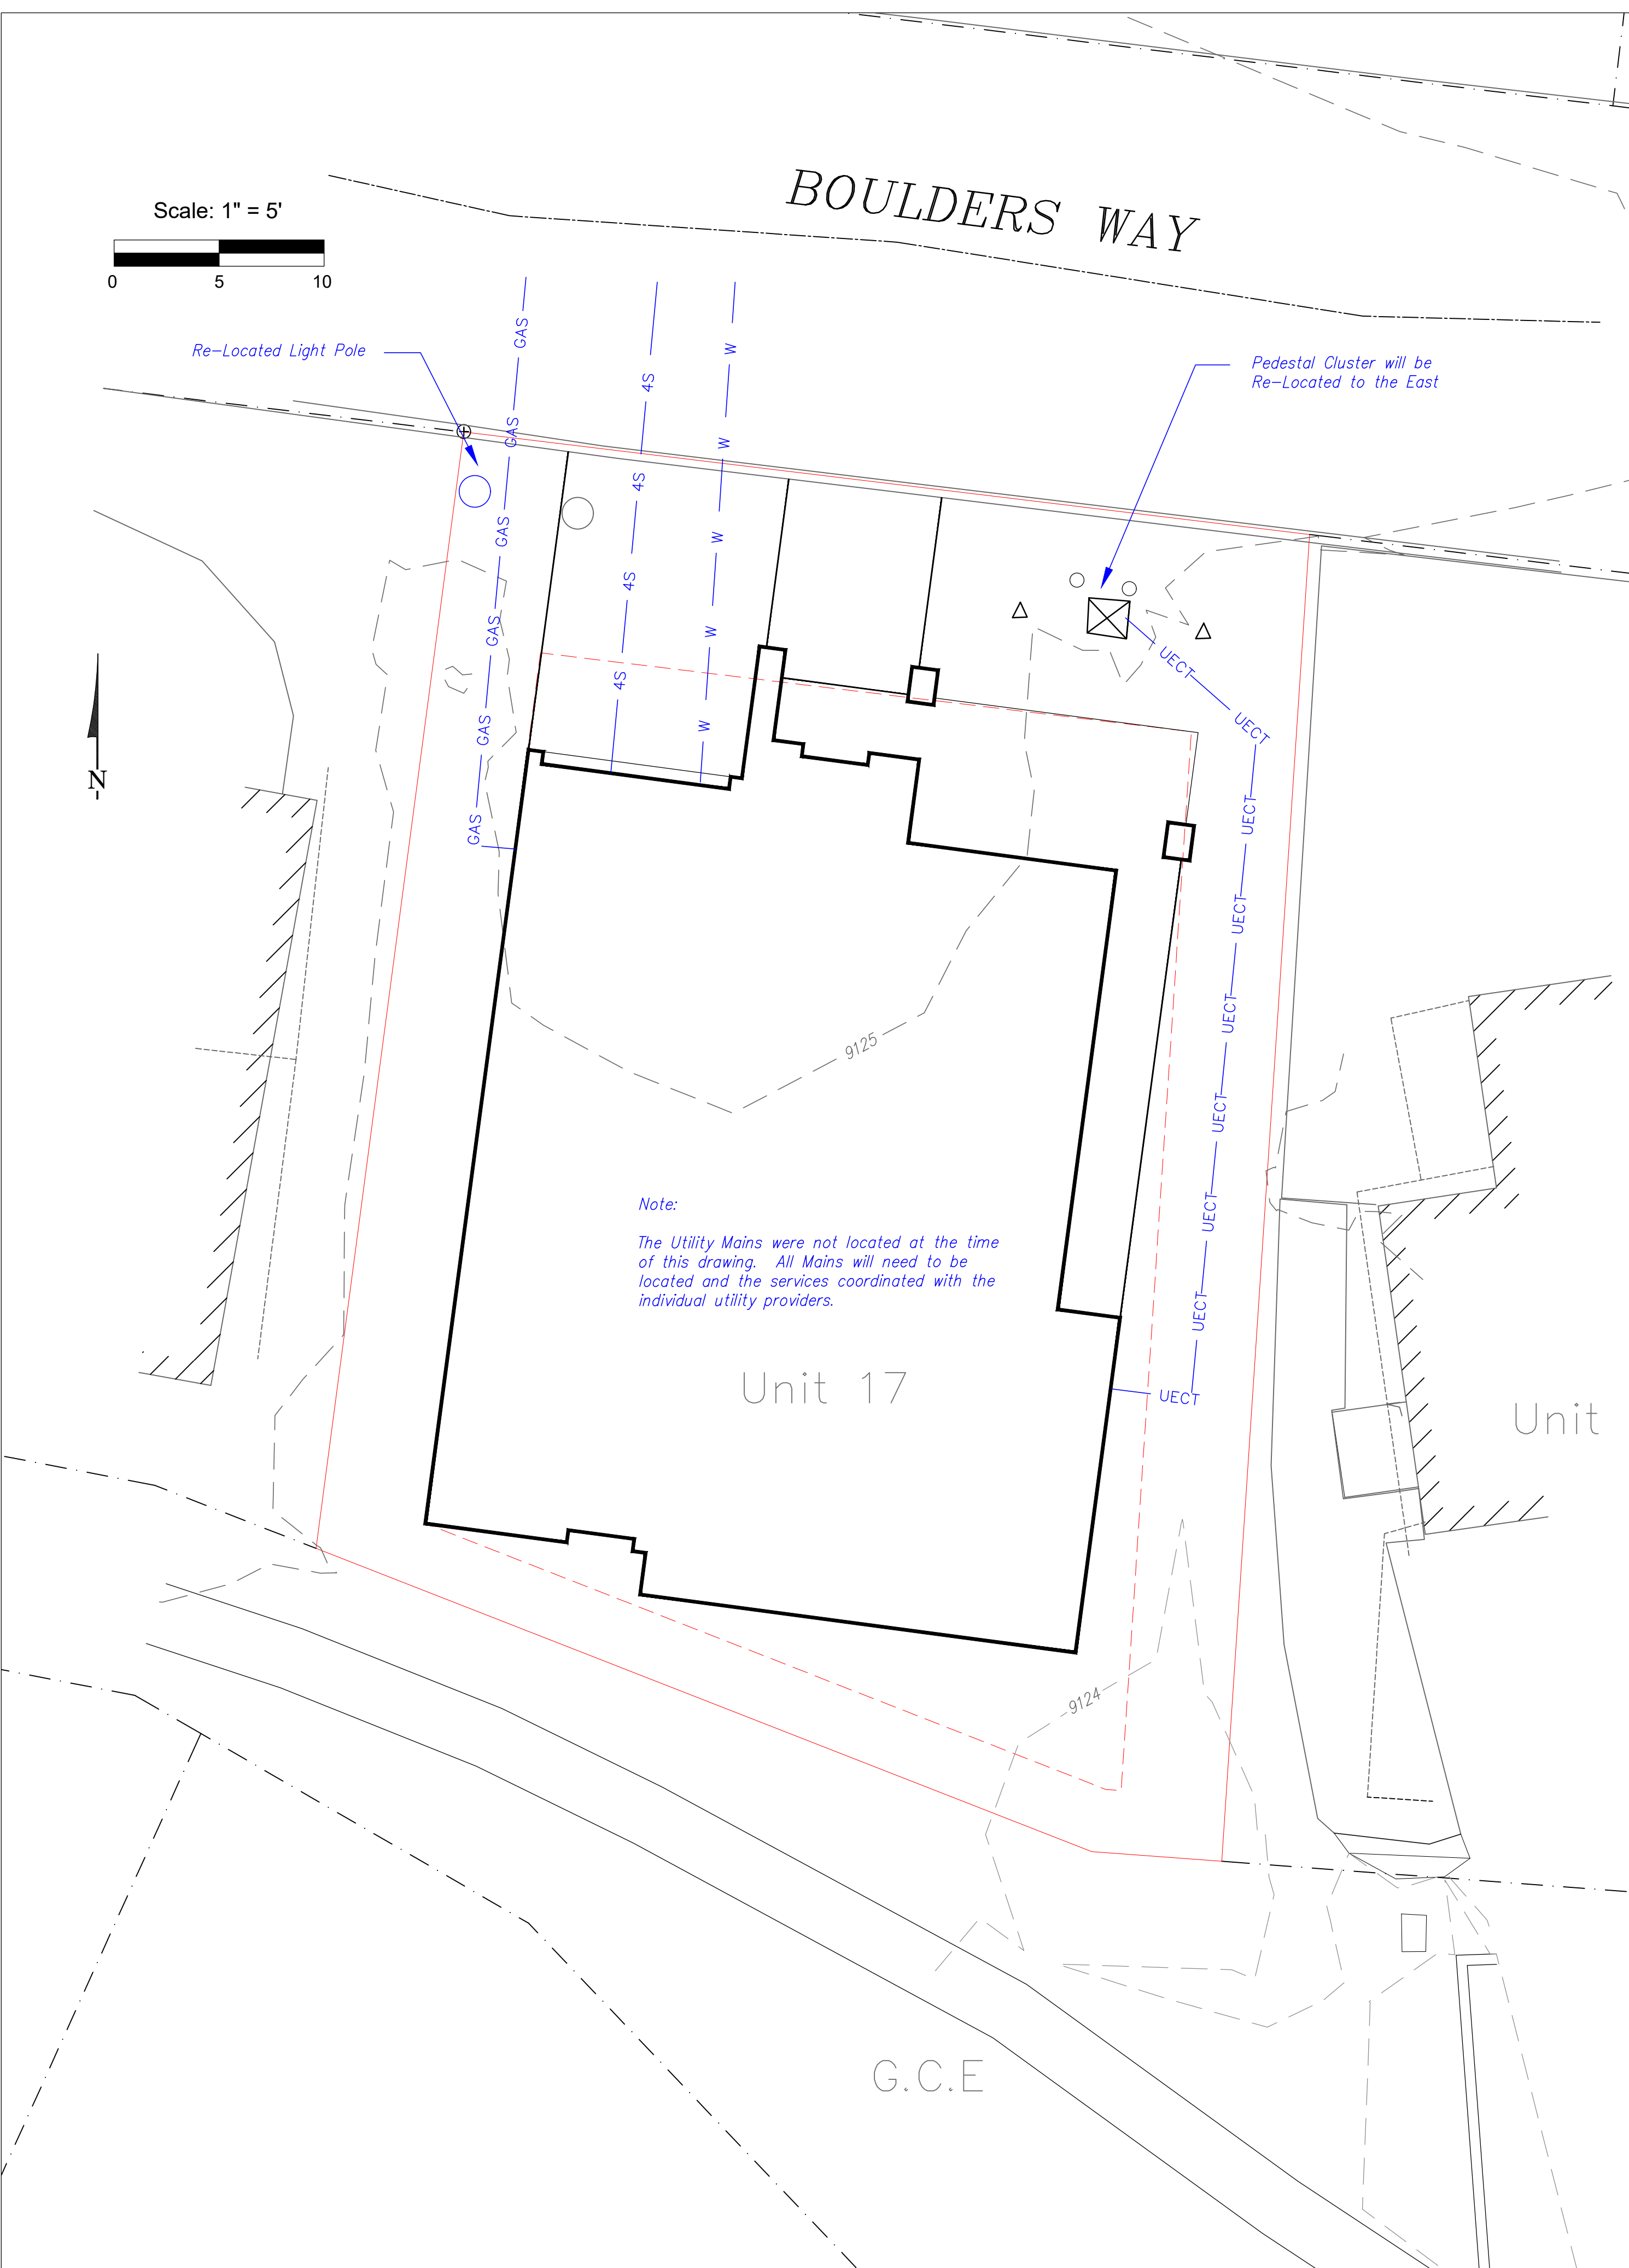 BOULDERS WAY
Scale: 1" = 5'
0 5 10
Re-Located Light Pole
Pedestal Cluster will be
Re-Located to the East
GAS
GAS
GAS
GAS
GAS
GAS
4S
4S
4S
4S
W
W
W
W
W
UECT
UECT
UECT
UECT
UECT
UECT
UECT
UECT
UECT
N
9125
Note:
The Utility Mains were not located at the time
of this drawing.  All Mains will need to be
located and the services coordinated with the
individual utility providers.
Unit 17
Unit
9124
G.C.E